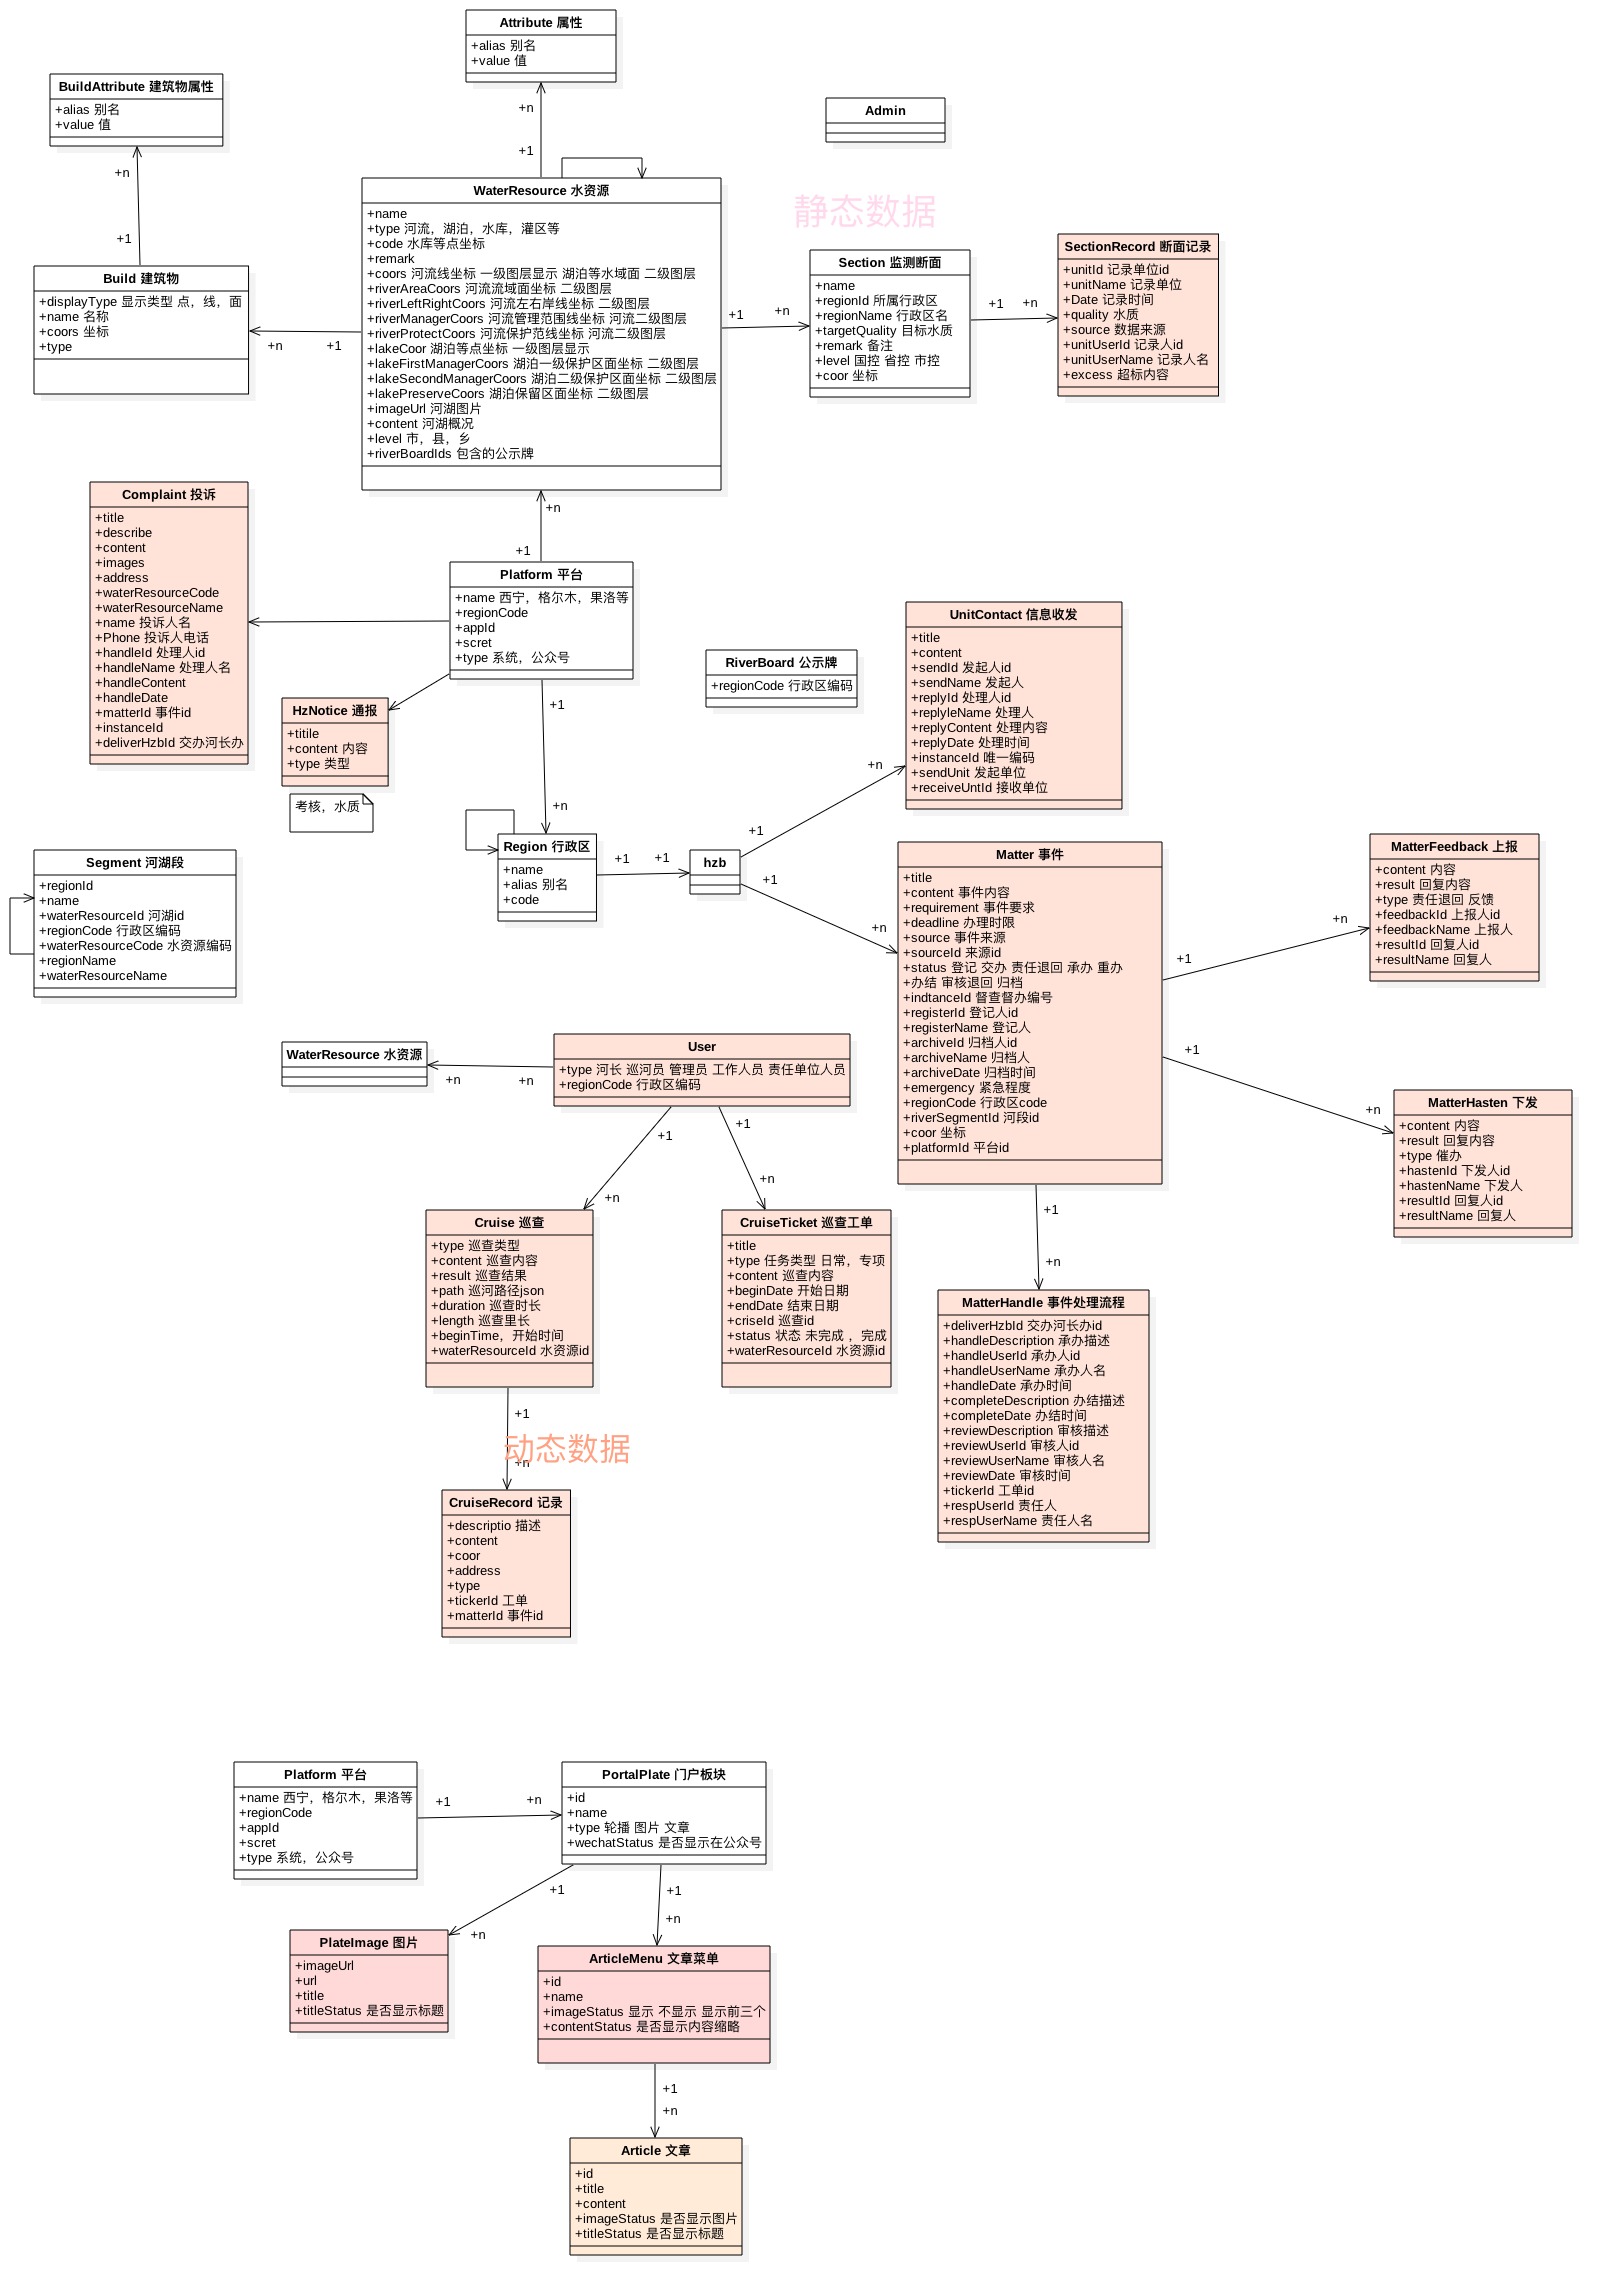 Attribute 属性
+alias 别名
+value 值
BuildAttribute 建筑物属性
+alias 别名
+value 值
+n
+1
Admin
+n
+1
WaterResource 水资源
+name
+type 河流，湖泊，水库，灌区等
+code 水库等点坐标
+remark
+coors 河流线坐标 一级图层显示 湖泊等水域面 二级图层
+riverAreaCoors 河流流域面坐标 二级图层
+riverLeftRightCoors 河流左右岸线坐标 二级图层
+riverManagerCoors 河流管理范围线坐标 河流二级图层
+riverProtectCoors 河流保护范线坐标 河流二级图层
+lakeCoor 湖泊等点坐标 一级图层显示
+lakeFirstManagerCoors 湖泊一级保护区面坐标 二级图层
+lakeSecondManagerCoors 湖泊二级保护区面坐标 二级图层
+lakePreserveCoors 湖泊保留区面坐标 二级图层
+imageUrl 河湖图片
+content 河湖概况
+level 市，县，乡
+riverBoardIds 包含的公示牌
静态数据
Build 建筑物
+displayType 显示类型 点，线，面
+name 名称
+coors 坐标
+type
+n
+1
+1
+n
Section 监测断面
+name
+regionId 所属行政区
+regionName 行政区名
+targetQuality 目标水质
+remark 备注
+level 国控 省控 市控
+coor 坐标
+1
+n
SectionRecord 断面记录
+unitId 记录单位id
+unitName 记录单位
+Date 记录时间
+quality 水质
+source 数据来源
+unitUserId 记录人id
+unitUserName 记录人名
+excess 超标内容
Complaint 投诉
+title
+describe
+content
+images
+address
+waterResourceCode
+waterResourceName
+name 投诉人名
+Phone 投诉人电话
+handleId 处理人id
+handleName 处理人名
+handleContent
+handleDate
+matterId 事件id
+instanceId
+deliverHzbId 交办河长办
+n
+1
Platform 平台
+name 西宁，格尔木，果洛等
+regionCode
+appId
+scret
+type 系统，公众号
HzNotice 通报
+titile
+content 内容
+type 类型
考核，水质
+1
+n
RiverBoard 公示牌
+regionCode 行政区编码
UnitContact 信息收发
+title
+content
+sendId 发起人id
+sendName 发起人
+replyId 处理人id
+replyleName 处理人
+replyContent 处理内容
+replyDate 处理时间
+instanceId 唯一编码
+sendUnit 发起单位
+receiveUntId 接收单位
Segment 河湖段
+regionId
+name
+waterResourceId 河湖id
+regionCode 行政区编码
+waterResourceCode 水资源编码
+regionName
+waterResourceName
Region 行政区
+name
+alias 别名
+code
+1
+1
hzb
+1
+n
+1
+n
Matter 事件
+title
+content 事件内容
+requirement 事件要求
+deadline 办理时限
+source 事件来源
+sourceId 来源id
+status 登记 交办 责任退回 承办 重办
+办结 审核退回 归档
+indtanceId 督查督办编号
+registerId 登记人id
+registerName 登记人
+archiveId 归档人id
+archiveName 归档人
+archiveDate 归档时间
+emergency 紧急程度
+regionCode 行政区code
+riverSegmentId 河段id
+coor 坐标
+platformId 平台id
+1
+n
MatterFeedback 上报
+content 内容
+result 回复内容
+type 责任退回 反馈
+feedbackId 上报人id
+feedbackName 上报人
+resultId 回复人id
+resultName 回复人
+1
+n
MatterHasten 下发
+content 内容
+result 回复内容
+type 催办
+hastenId 下发人id
+hastenName 下发人
+resultId 回复人id
+resultName 回复人
WaterResource 水资源
+n
+n
User
+type 河长 巡河员 管理员 工作人员 责任单位人员
+regionCode 行政区编码
+1
+n
+1
+n
Cruise 巡查
+type 巡查类型
+content 巡查内容
+result 巡查结果
+path 巡河路径json
+duration 巡查时长
+length 巡查里长
+beginTime，开始时间
+waterResourceId 水资源id
CruiseTicket 巡查工单
+title
+type 任务类型 日常，专项
+content 巡查内容
+beginDate 开始日期
+endDate 结束日期
+criseId 巡查id
+status 状态 未完成 ，完成
+waterResourceId 水资源id
+1
+n
MatterHandle 事件处理流程
+deliverHzbId 交办河长办id
+handleDescription 承办描述
+handleUserId 承办人id
+handleUserName 承办人名
+handleDate 承办时间
+completeDescription 办结描述
+completeDate 办结时间
+reviewDescription 审核描述
+reviewUserId 审核人id
+reviewUserName 审核人名
+reviewDate 审核时间
+tickerId 工单id
+respUserId 责任人
+respUserName 责任人名
+1
动态数据
+n
CruiseRecord 记录
+descriptio 描述
+content
+coor
+address
+type
+tickerId 工单
+matterId 事件id
Platform 平台
+name 西宁，格尔木，果洛等
+regionCode
+appId
+scret
+type 系统，公众号
+1
+n
PortalPlate 门户板块
+id
+name
+type 轮播 图片 文章
+wechatStatus 是否显示在公众号
+1
+n
+1
+n
PlateImage 图片
+imageUrl
+url
+title
+titleStatus 是否显示标题
ArticleMenu 文章菜单
+id
+name
+imageStatus 显示 不显示 显示前三个
+contentStatus 是否显示内容缩略
+1
+n
Article 文章
+id
+title
+content
+imageStatus 是否显示图片
+titleStatus 是否显示标题